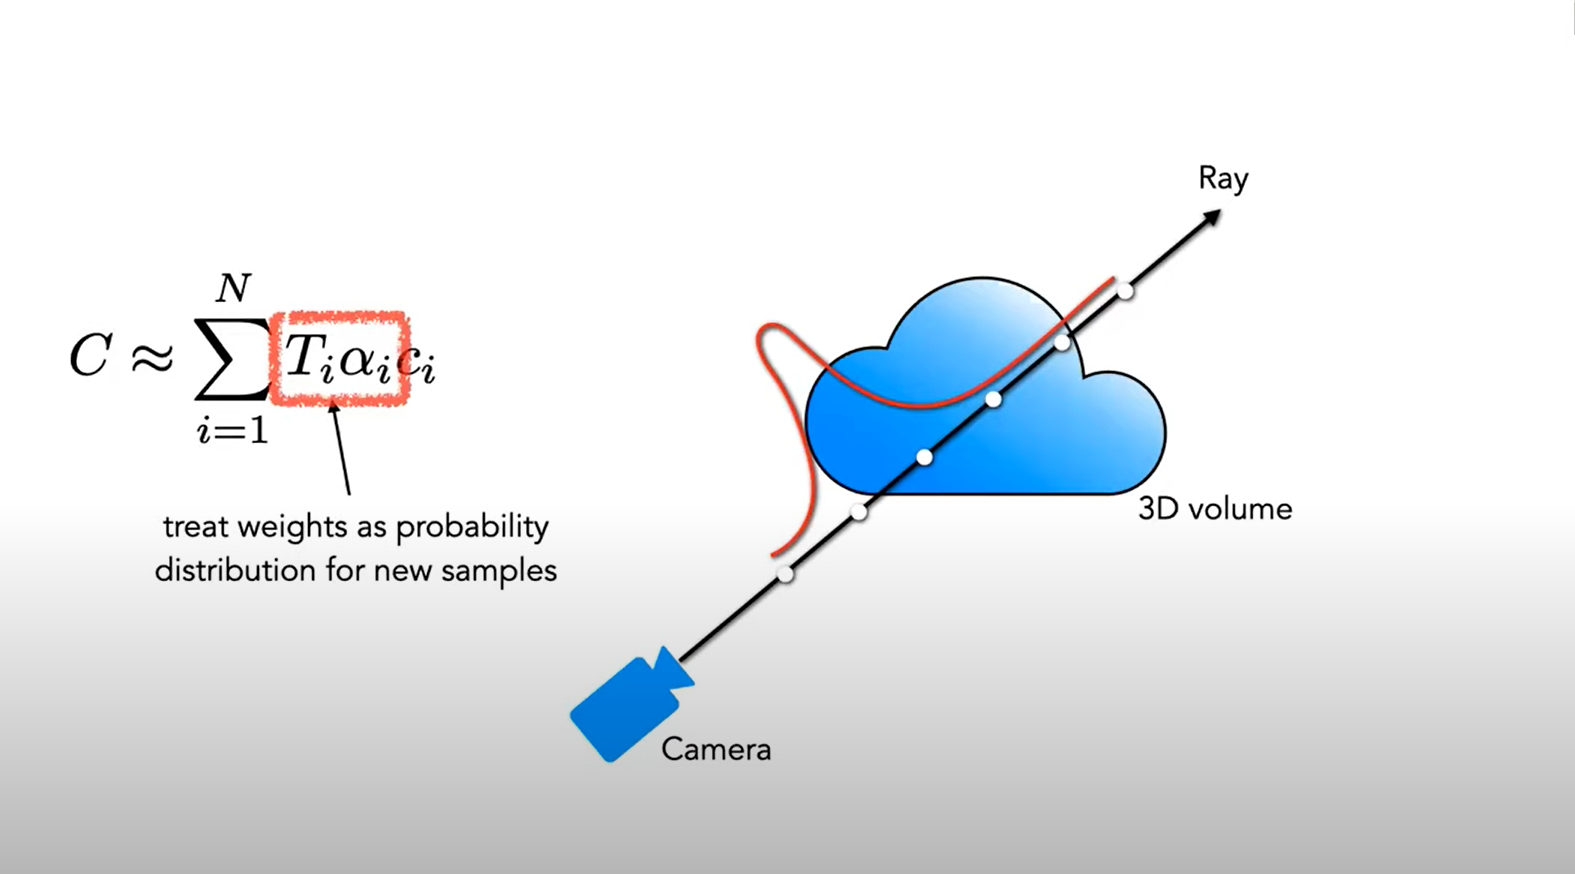 C ≈ ∑_{i=1}^{N} T_i α_i c_i
treat weights as probability
distribution for new samples
Ray
3D volume
Camera